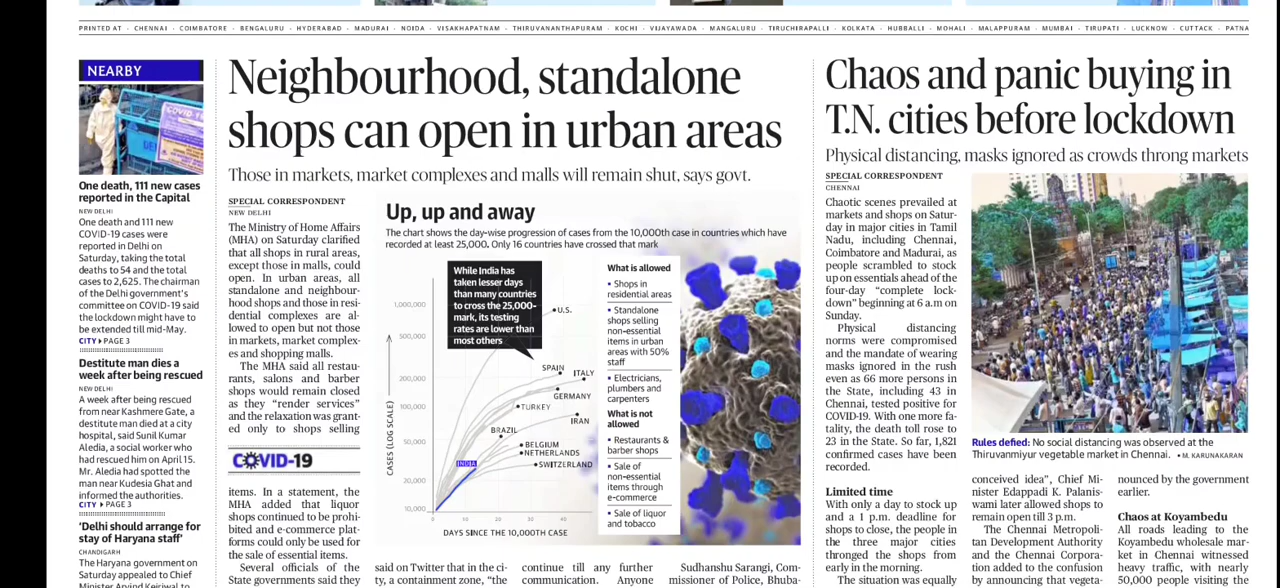 PRINTED AT · CHENNAI · COIMBATORE · BENGALURU · HYDERABAD · MADURAI · NOIDA · VISAKHAPATNAM · THIRUVANANTHAPURAM · KOCHI · VIJAYAWADA · MANGALURU · TIRUCHIRAPALLI · KOLKATA · HUBBALLI · MOHALI · MALAPPURAM · MUMBAI · TIRUPATI · LUCKNOW · CUTTACK · PATNA
NEARBY
COVID-1
One death, 111 new cases
reported in the Capital
NEW DELHI
One death and 111 new
COVID-19 cases were
reported in Delhi on
Saturday, taking the total
deaths to 54 and the total
cases to 2,625. The chairman
of the Delhi government's
committee on COVID-19 said
the lockdown might have to
be extended till mid-May.
CITY ▸ PAGE 3
Destitute man dies a
week after being rescued
NEW DELHI
A week after being rescued
from near Kashmere Gate, a
destitute man died at a city
hospital, said Sunil Kumar
Aledia, a social worker who
had rescued him on April 15.
Mr. Aledia had spotted the
man near Kudesia Ghat and
informed the authorities.
CITY ▸ PAGE 3
'Delhi should arrange for
stay of Haryana staff'
CHANDIGARH
The Haryana government on
Saturday appealed to Chief
Minister Arvind Kejriwal to
Neighbourhood, standalone
shops can open in urban areas
Those in markets, market complexes and malls will remain shut, says govt.
SPECIAL CORRESPONDENT
NEW DELHI
The Ministry of Home Affairs
(MHA) on Saturday clarified
that all shops in rural areas,
except those in malls, could
open. In urban areas, all
standalone and neighbour-
hood shops and those in resi-
dential complexes are al-
lowed to open but not those
in markets, market complex-
es and shopping malls.
The MHA said all restau-
rants, salons and barber
shops would remain closed
as they "render services"
and the relaxation was grant-
ed only to shops selling
COVID-19
items. In a statement, the
MHA added that liquor
shops continued to be prohi-
bited and e-commerce plat-
forms could only be used for
the sale of essential items.
Several officials of the
State governments said they
Up, up and away
The chart shows the day-wise progression of cases from the 10,000th case in countries which have
recorded at least 25,000. Only 16 countries have crossed that mark
While India has
taken lesser days
than many countries
to cross the 25,000-
mark, its testing
rates are lower than
most others
CASES (LOG SCALE)
1,000,000
500,000
200,000
100,000
50,000
20,000
10,000
U.S.
SPAIN
ITALY
GERMANY
TURKEY
IRAN
BRAZIL
BELGIUM
NETHERLANDS
INDIA
SWITZERLAND
0 10 20 30 40
DAYS SINCE THE 10,000TH CASE
What is allowed
▪ Shops in
residential areas
▪ Standalone
shops selling
non-essential
items in urban
areas with 50%
staff
▪ Electricians,
plumbers and
carpenters
What is not
allowed
▪ Restaurants &
barber shops
▪ Sale of
non-essential
items through
e-commerce
▪ Sale of liquor
and tobacco
said on Twitter that in the ci-
ty, a containment zone, "the
continue till any further
communication. Anyone
Sudhanshu Sarangi, Com-
missioner of Police, Bhuba-
Chaos and panic buying in
T.N. cities before lockdown
Physical distancing, masks ignored as crowds throng markets
SPECIAL CORRESPONDENT
CHENNAI
Chaotic scenes prevailed at
markets and shops on Satur-
day in major cities in Tamil
Nadu, including Chennai,
Coimbatore and Madurai, as
people scrambled to stock
up on essentials ahead of the
four-day "complete lock-
down" beginning at 6 a.m on
Sunday.
Physical distancing
norms were compromised
and the mandate of wearing
masks ignored in the rush
even as 66 more persons in
the State, including 43 in
Chennai, tested positive for
COVID-19. With one more fa-
tality, the death toll rose to
23 in the State. So far, 1,821
confirmed cases have been
recorded.
Limited time
With only a day to stock up
and a 1 p.m. deadline for
shops to close, the people in
the three major cities
thronged the shops from
early in the morning.
The situation was equally
Rules defied: No social distancing was observed at the
Thiruvanmiyur vegetable market in Chennai. • M. KARUNAKARAN
conceived idea", Chief Mi-
nister Edappadi K. Palanis-
wami later allowed shops to
remain open till 3 p.m.
The Chennai Metropoli-
tan Development Authority
and the Chennai Corpora-
tion added to the confusion
by announcing that vegeta-
nounced by the government
earlier.
Chaos at Koyambedu
All roads leading to the
Koyambedu wholesale mar-
ket in Chennai witnessed
heavy traffic, with nearly
50,000 people visiting the